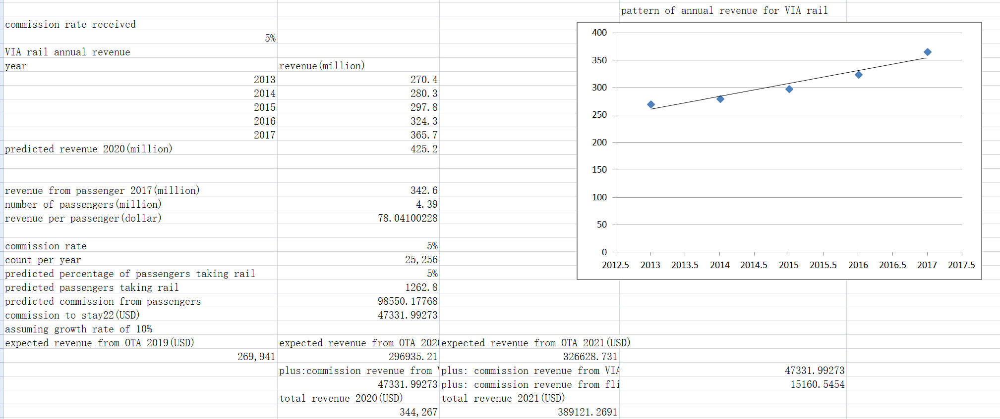 pattern of annual revenue for VIA rail
commission rate received
5%
VIA rail annual revenue
year revenue(million)
2013 270.4
2014 280.3
2015 297.8
2016 324.3
2017 365.7
predicted revenue 2020(million) 425.2
revenue from passenger 2017(million) 342.6
number of passengers(million) 4.39
revenue per passenger(dollar) 78.04100228
commission rate 5%
count per year 25,256
predicted percentage of passengers taking rail 5%
predicted passengers taking rail 1262.8
predicted commission from passengers 98550.17768
commission to stay22(USD) 47331.99273
assuming growth rate of 10%
expected revenue from OTA 2019(USD) expected revenue from OTA 202 expected revenue from OTA 2021(USD)
269,941 296935.21 326628.731
plus:commission revenue from plus: commission revenue from VIA 47331.99273
47331.99273 plus: commission revenue from fli 15160.5454
total revenue 2020(USD) total revenue 2021(USD)
344,267 389121.2691
400
350
300
250
200
150
100
50
0
2012.5 2013 2013.5 2014 2014.5 2015 2015.5 2016 2016.5 2017 2017.5